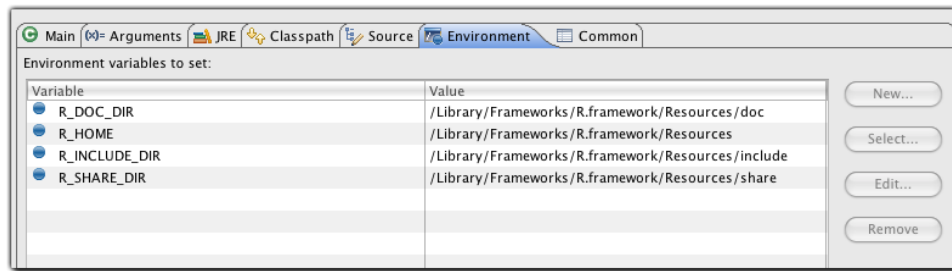 Main (x)= Arguments JRE Classpath Source Environment Common
Environment variables to set:
Variable Value
R_DOC_DIR /Library/Frameworks/R.framework/Resources/doc
R_HOME /Library/Frameworks/R.framework/Resources
R_INCLUDE_DIR /Library/Frameworks/R.framework/Resources/include
R_SHARE_DIR /Library/Frameworks/R.framework/Resources/share
New...
Select...
Edit...
Remove